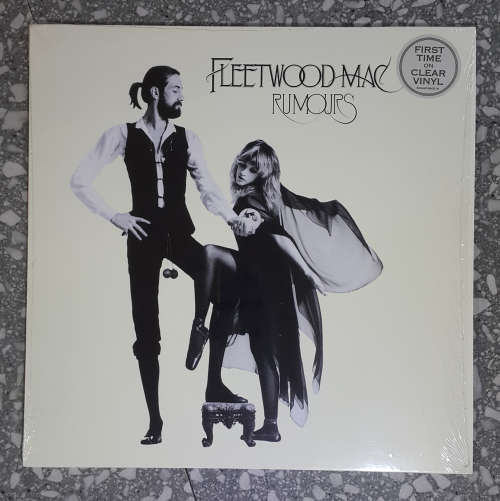 FLEETWOOD MAC
RUMOURS
FIRST
TIME
ON
CLEAR
VINYL